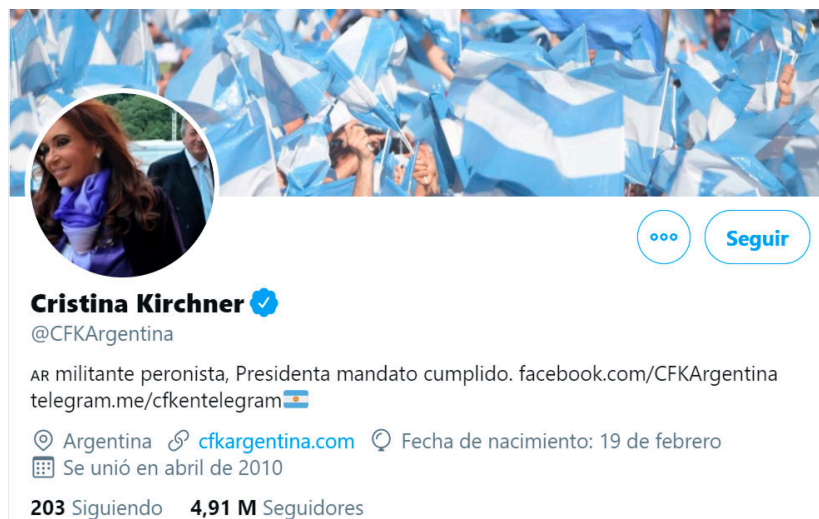 Seguir
Cristina Kirchner
@CFKArgentina
AR militante peronista, Presidenta mandato cumplido. facebook.com/CFKArgentina
telegram.me/cfkentelegram🇦🇷
Argentina cfkargentina.com Fecha de nacimiento: 19 de febrero
Se unió en abril de 2010
203 Siguiendo 4,91 M Seguidores